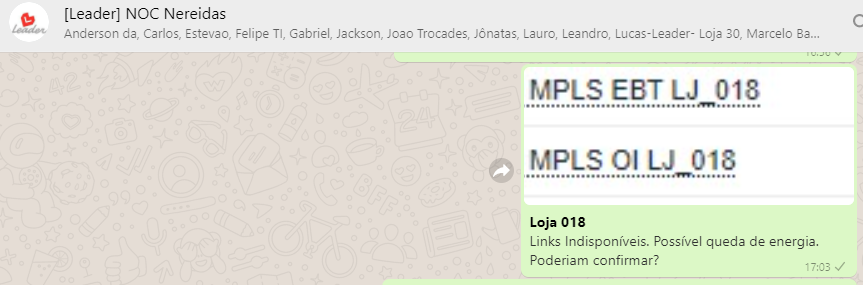 [Leader] NOC Nereidas
Leader
Anderson da, Carlos, Estevao, Felipe TI, Gabriel, Jackson, Joao Trocades, Jônatas, Lauro, Leandro, Lucas-Leader- Loja 30, Marcelo Ba...
MPLS EBT LJ_018
MPLS OI LJ_018
Loja 018
Links Indisponíveis. Possível queda de energia.
Poderiam confirmar?
17:03